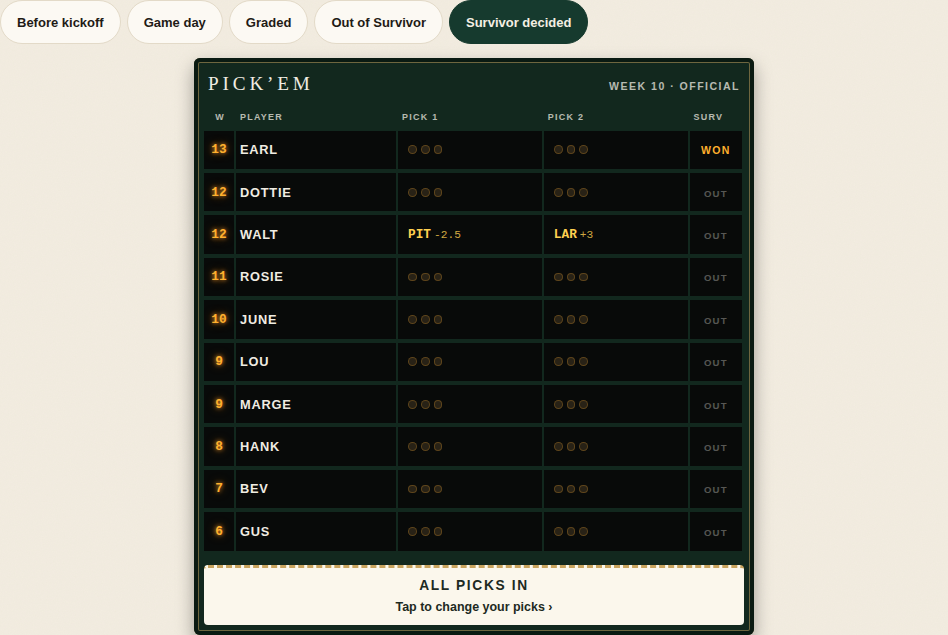 Before kickoff Game day Graded Out of Survivor Survivor decided
PICK’EM WEEK 10 · OFFICIAL
W PLAYER PICK 1 PICK 2 SURV
13 EARL WON
12 DOTTIE OUT
12 WALT PIT -2.5 LAR +3 OUT
11 ROSIE OUT
10 JUNE OUT
9 LOU OUT
9 MARGE OUT
8 HANK OUT
7 BEV OUT
6 GUS OUT
ALL PICKS IN
Tap to change your picks ›